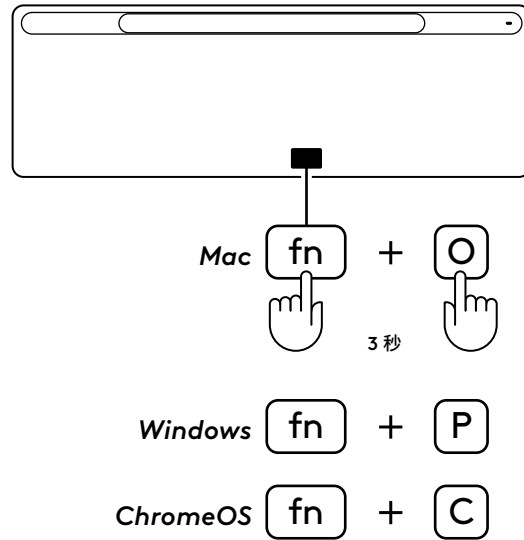 Mac fn + O
3 秒
Windows fn + P
ChromeOS fn + C